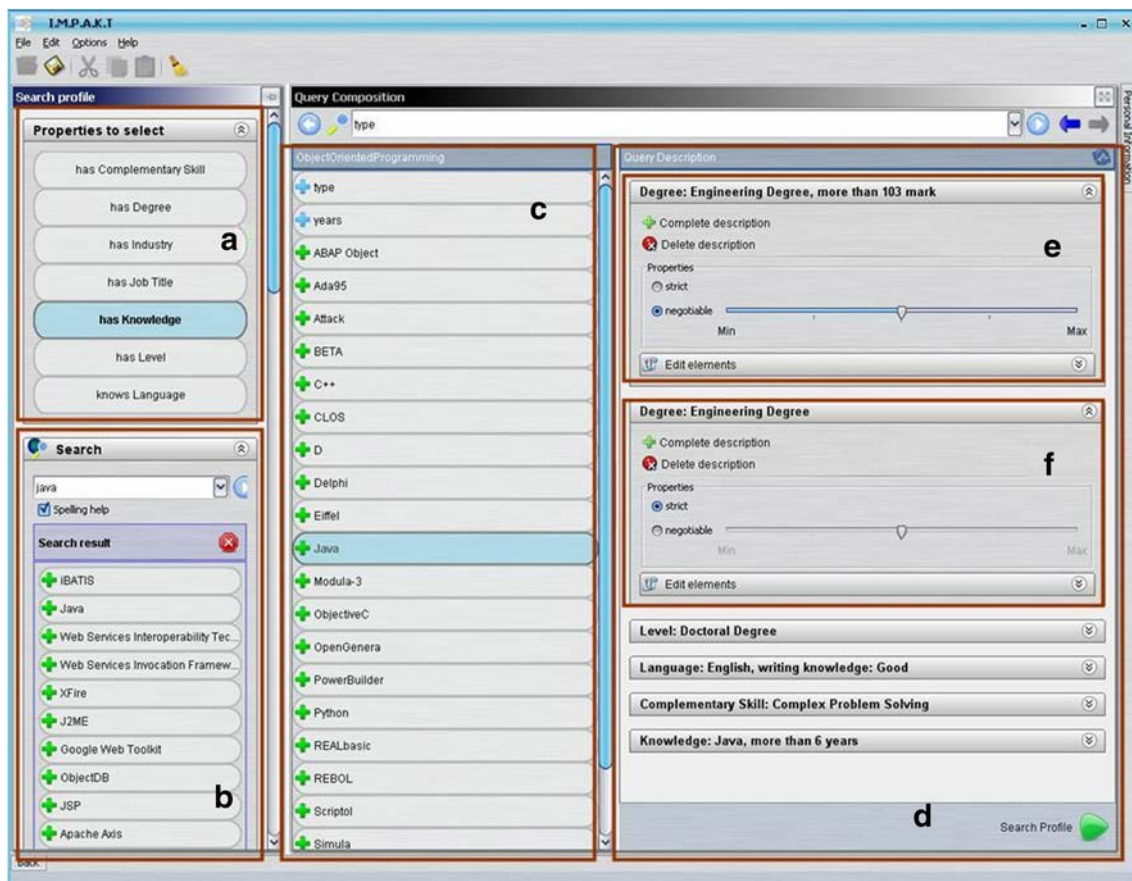 I.M.P.A.K.T
File Edit Options Help
Search profile
Properties to select
has Complementary Skill
has Degree
a
has Industry
has Job Title
has Knowledge
has Level
knows Language
Search
java
Spelling help
Search result
iBATIS
Java
Web Services Interoperability Tec...
Web Services Invocation Framew...
XFire
J2ME
Google Web Toolkit
ObjectDB
b
JSP
Apache Axis
Back
Query Composition
type
ObjectOrientedProgramming
type
c
years
ABAP Object
Ada95
Attack
BETA
C++
CLOS
D
Delphi
Eiffel
Java
Modula-3
ObjectiveC
OpenGenera
PowerBuilder
Python
REALbasic
REBOL
Scriptol
Simula
Query Description
Degree: Engineering Degree, more than 103 mark
Complete description
Delete description
e
Properties
strict
negotiable
Min Max
Edit elements
Degree: Engineering Degree
Complete description
Delete description
f
Properties
strict
negotiable
Min Max
Edit elements
Level: Doctoral Degree
Language: English, writing knowledge: Good
Complementary Skill: Complex Problem Solving
Knowledge: Java, more than 6 years
d
Search Profile
Personal Information